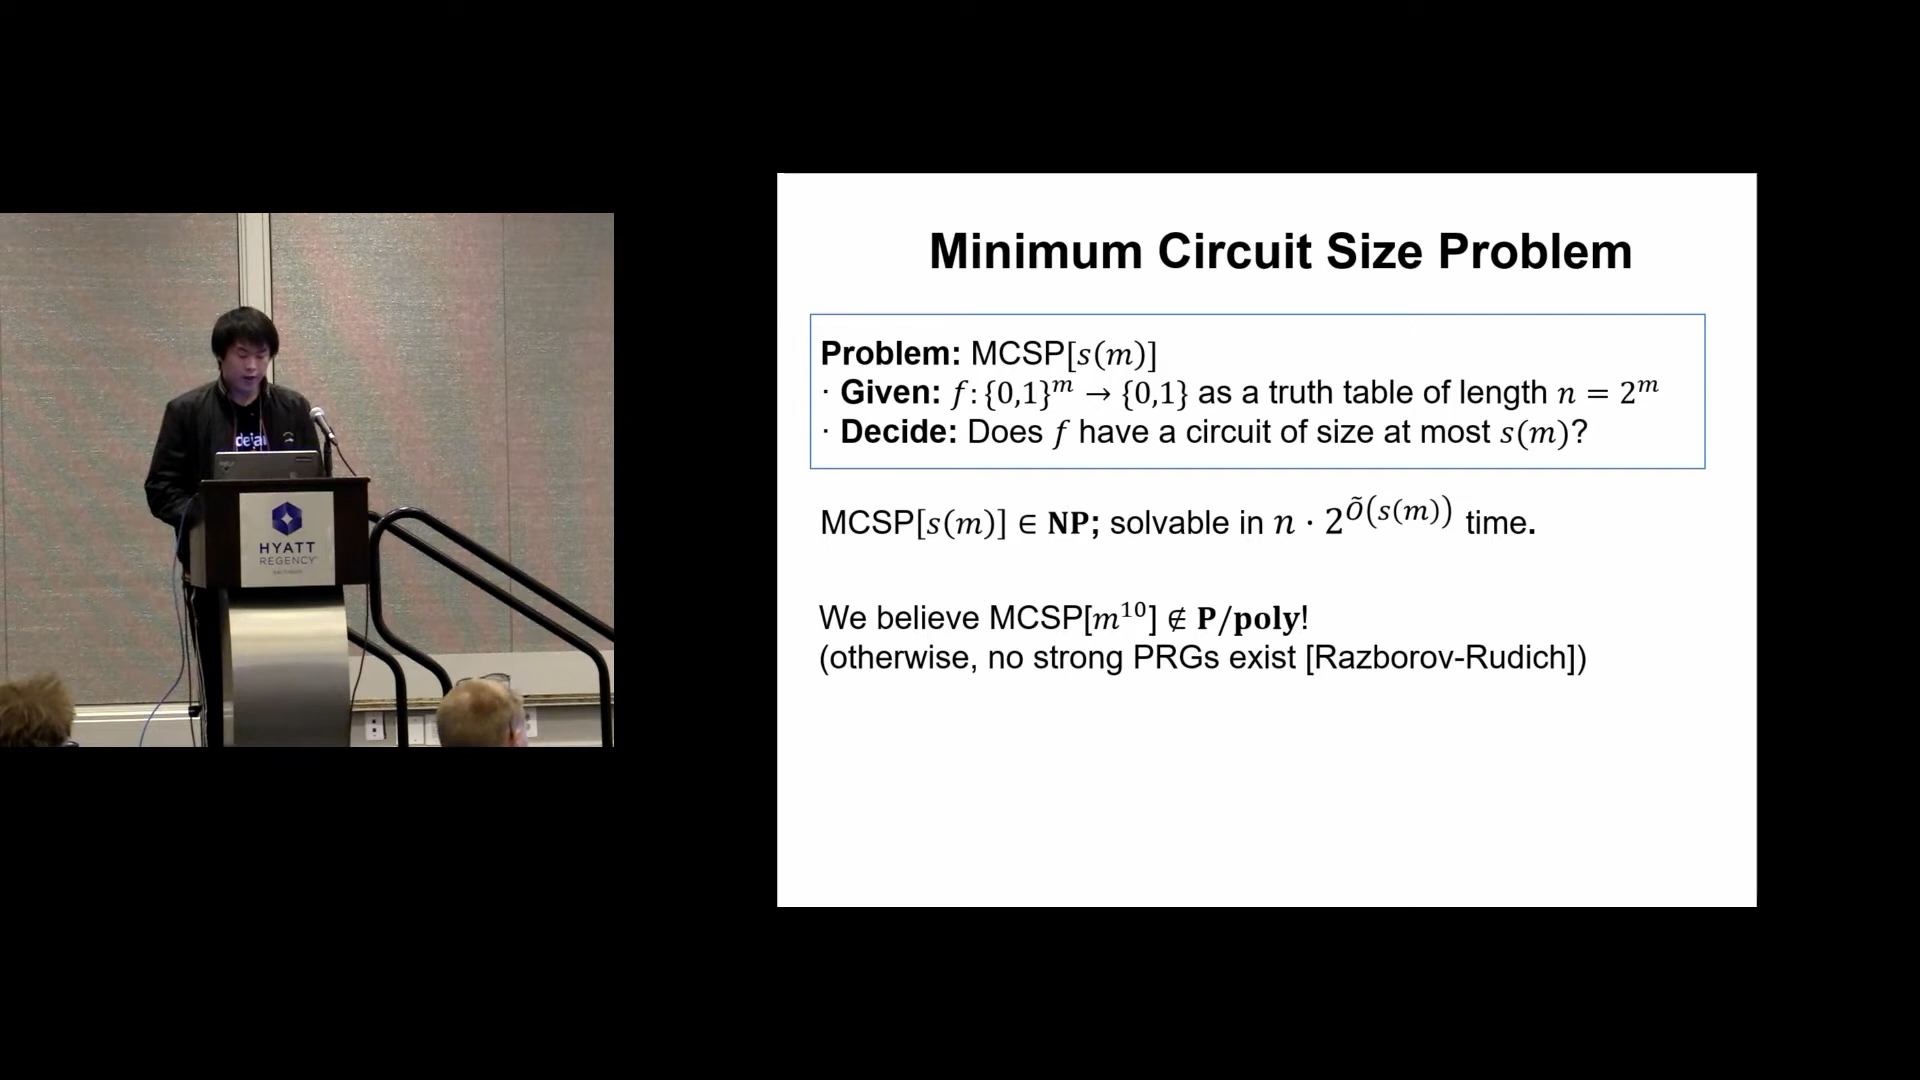 Minimum Circuit Size Problem
Problem: MCSP[s(m)]
· Given: f: {0,1}^m → {0,1} as a truth table of length n = 2^m
· Decide: Does f have a circuit of size at most s(m)?
MCSP[s(m)] ∈ NP; solvable in n · 2^{Õ(s(m))} time.
We believe MCSP[m^{10}] ∉ P/poly!
(otherwise, no strong PRGs exist [Razborov-Rudich])
HYATT
REGENCY